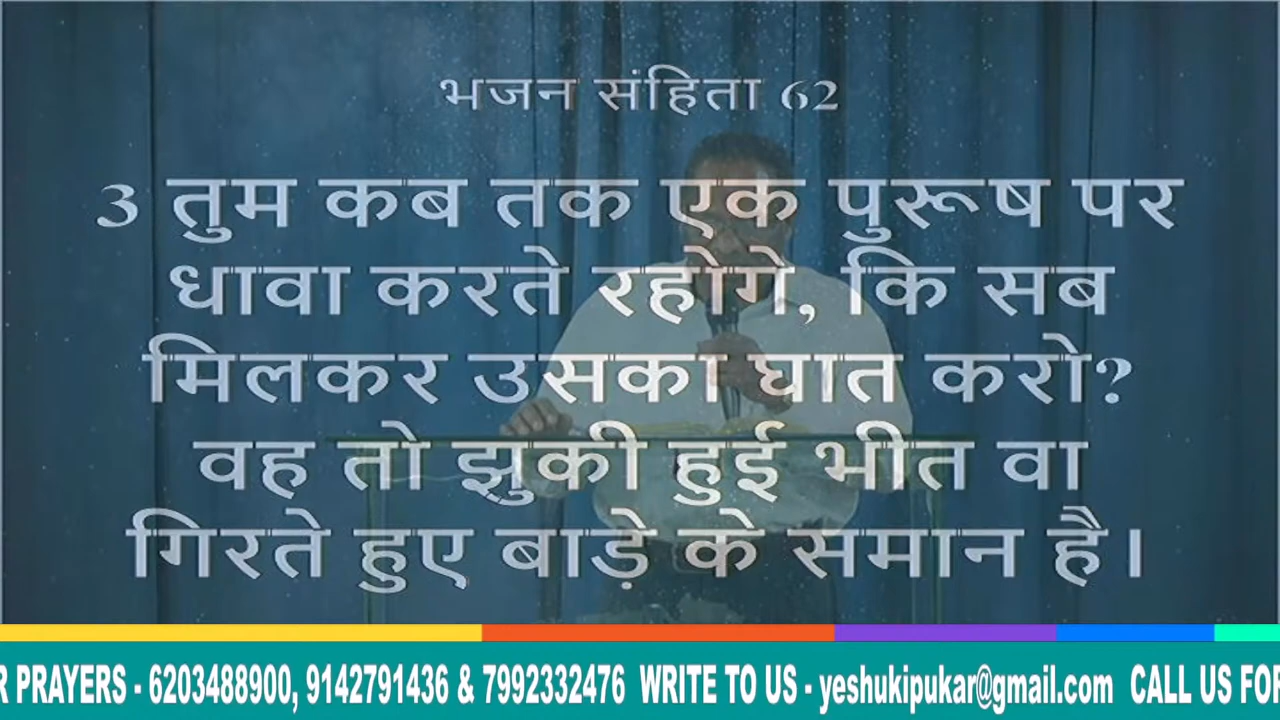 भजन संहिता 62
3 तुम कब तक एक पुरूष पर
धावा करते रहोगे, कि सब
मिलकर उसका घात करो?
वह तो झुकी हुई भीत वा
गिरते हुए बाड़े के समान है।
R PRAYERS - 6203488900, 9142791436 & 7992332476 WRITE TO US - yeshukipukar@gmail.com CALL US FOR